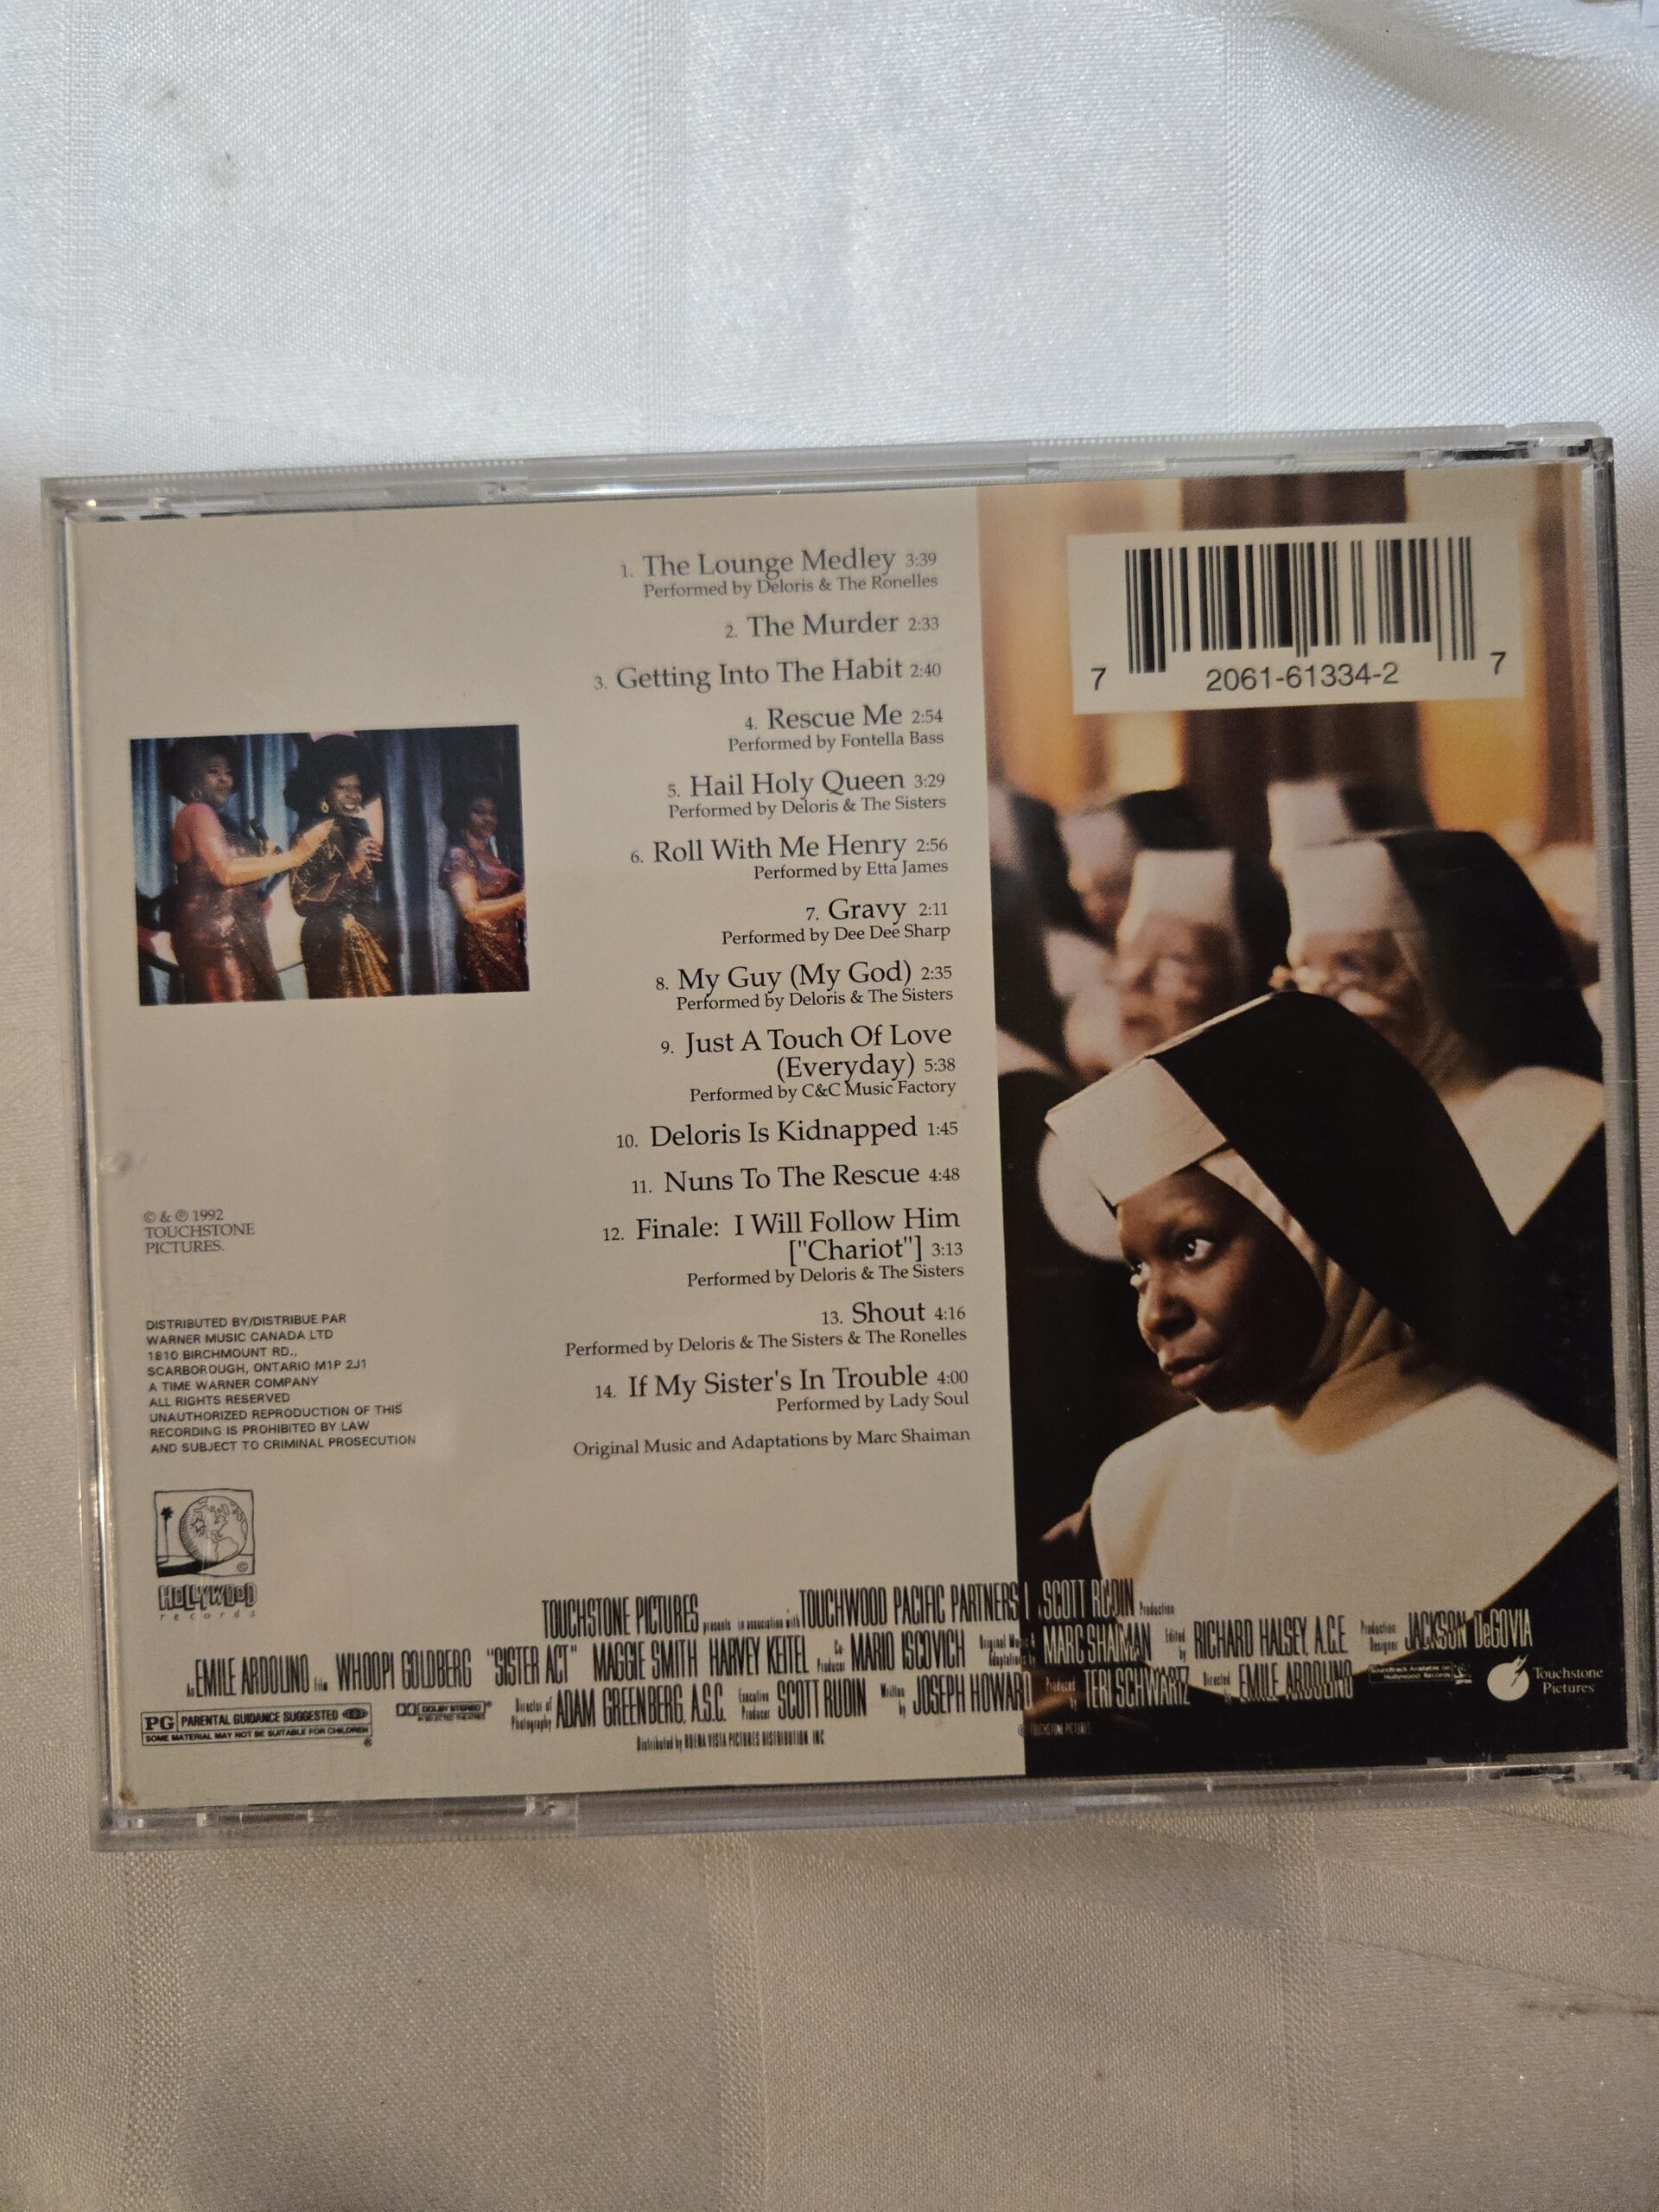 1. The Lounge Medley 3:39
Performed by Deloris & The Ronelles
2. The Murder 2:33
3. Getting Into The Habit 2:40
4. Rescue Me 2:54
Performed by Fontella Bass
5. Hail Holy Queen 3:29
Performed by Deloris & The Sisters
6. Roll With Me Henry 2:56
Performed by Etta James
7. Gravy 2:11
Performed by Dee Dee Sharp
8. My Guy (My God) 2:35
Performed by Deloris & The Sisters
9. Just A Touch Of Love
(Everyday) 5:38
Performed by C&C Music Factory
10. Deloris Is Kidnapped 1:45
11. Nuns To The Rescue 4:48
12. Finale: I Will Follow Him
["Chariot"] 3:13
Performed by Deloris & The Sisters
13. Shout 4:16
Performed by Deloris & The Sisters & The Ronelles
14. If My Sister's In Trouble 4:00
Performed by Lady Soul
Original Music and Adaptations by Marc Shaiman
7 2061-61334-2 7
© & ℗ 1992
TOUCHSTONE
PICTURES.
DISTRIBUTED BY/DISTRIBUE PAR
WARNER MUSIC CANADA LTD
1810 BIRCHMOUNT RD.,
SCARBOROUGH, ONTARIO M1P 2J1
A TIME WARNER COMPANY
ALL RIGHTS RESERVED
UNAUTHORIZED REPRODUCTION OF THIS
RECORDING IS PROHIBITED BY LAW
AND SUBJECT TO CRIMINAL PROSECUTION
HOLLYWOOD
records
TOUCHSTONE PICTURES presents in association with TOUCHWOOD PACIFIC PARTNERS I SCOTT RUDIN Production
EMILE ARDOLINO Film WHOOPI GOLDBERG "SISTER ACT" MAGGIE SMITH HARVEY KEITEL Co-Producer MARIO ISCOVICH Original Music & Adaptations by MARC SHAIMAN Edited by RICHARD HALSEY, A.C.E. Production Designer JACKSON DeGOVIA
Director of Photography ADAM GREENBERG, A.S.C. Executive Producer SCOTT RUDIN Written by JOSEPH HOWARD Produced by TERI SCHWARTZ Directed by EMILE ARDOLINO
Distributed by BUENA VISTA PICTURES DISTRIBUTION, INC.
© TOUCHSTONE PICTURES
PG PARENTAL GUIDANCE SUGGESTED
SOME MATERIAL MAY NOT BE SUITABLE FOR CHILDREN
DOLBY STEREO
IN SELECTED THEATRES
Soundtrack Available on
Hollywood Records
Touchstone
Pictures